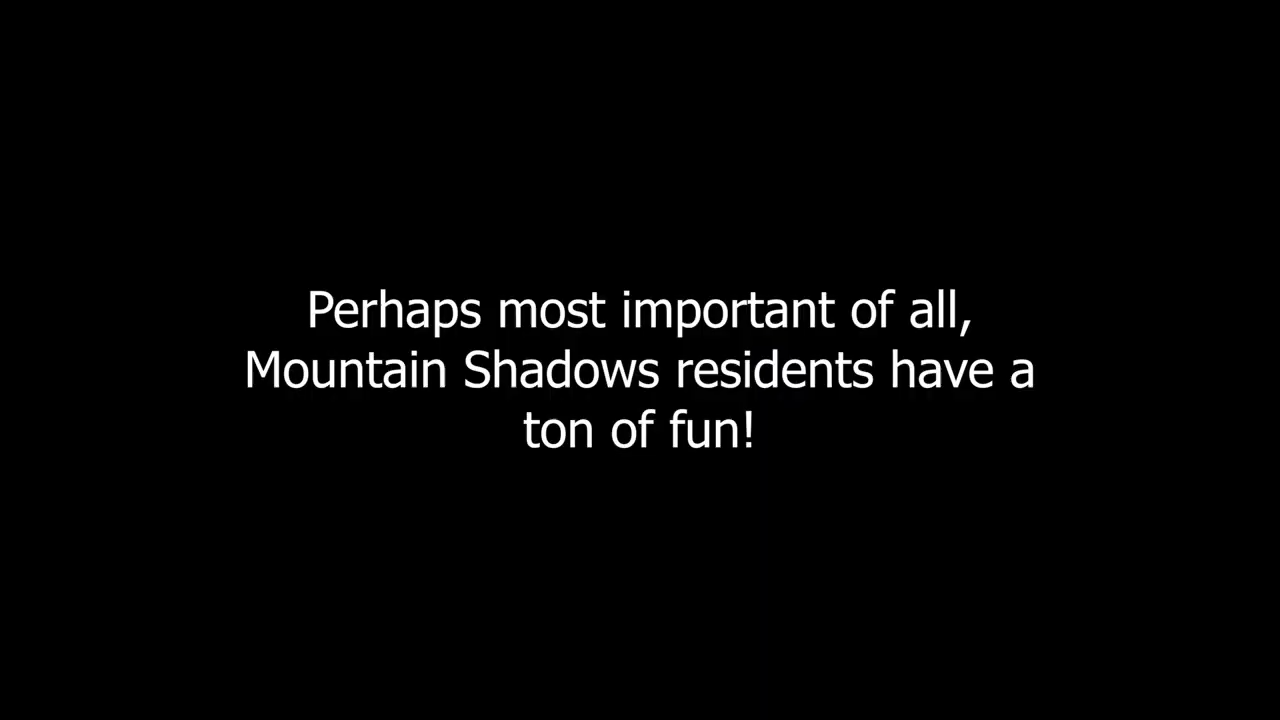 Perhaps most important of all,
Mountain Shadows residents have a
ton of fun!